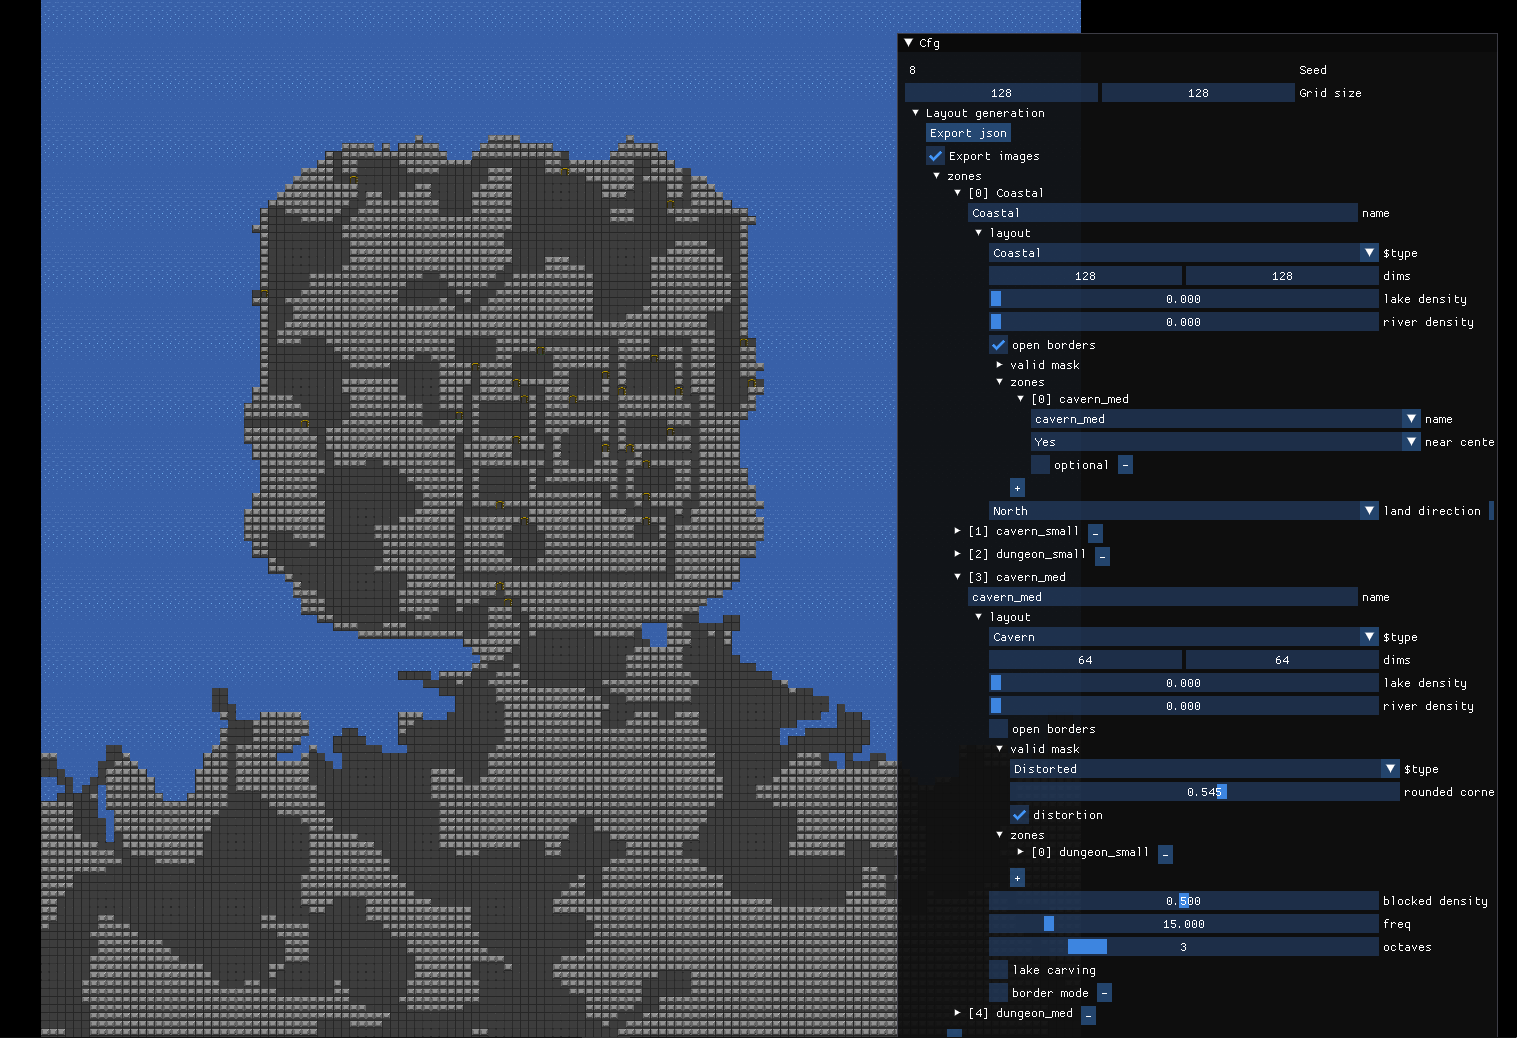 Cfg
8 Seed
128 128 Grid size
Layout generation
Export json
Export images
zones
[0] Coastal
Coastal name
layout
Coastal $type
128 128 dims
0.000 lake density
0.000 river density
open borders
valid mask
zones
[0] cavern_med
cavern_med name
Yes near cente
optional -
+
North land direction
[1] cavern_small -
[2] dungeon_small -
[3] cavern_med
cavern_med name
layout
Cavern $type
64 64 dims
0.000 lake density
0.000 river density
open borders
valid mask
Distorted $type
0.545 rounded corne
distortion
zones
[0] dungeon_small -
+
0.500 blocked density
15.000 freq
3 octaves
lake carving
border mode -
[4] dungeon_med -